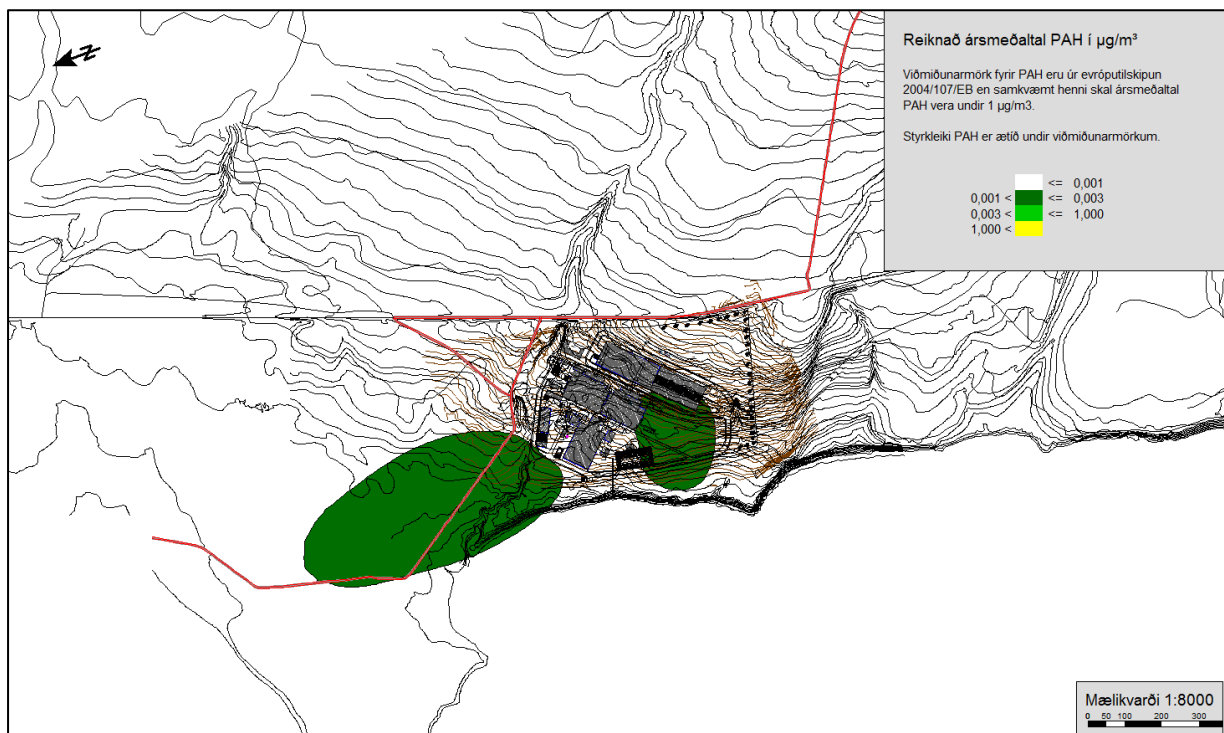 N
Reiknað ársmeðaltal PAH í µg/m³
Viðmiðunarmörk fyrir PAH eru úr evróputilskipun
2004/107/EB en samkvæmt henni skal ársmeðaltal
PAH vera undir 1 µg/m3.
Styrkleiki PAH er ætíð undir viðmiðunarmörkum.
<= 0,001
0,001 < <= 0,003
0,003 < <= 1,000
1,000 <
Mælikvarði 1:8000
0 50 100 200 300